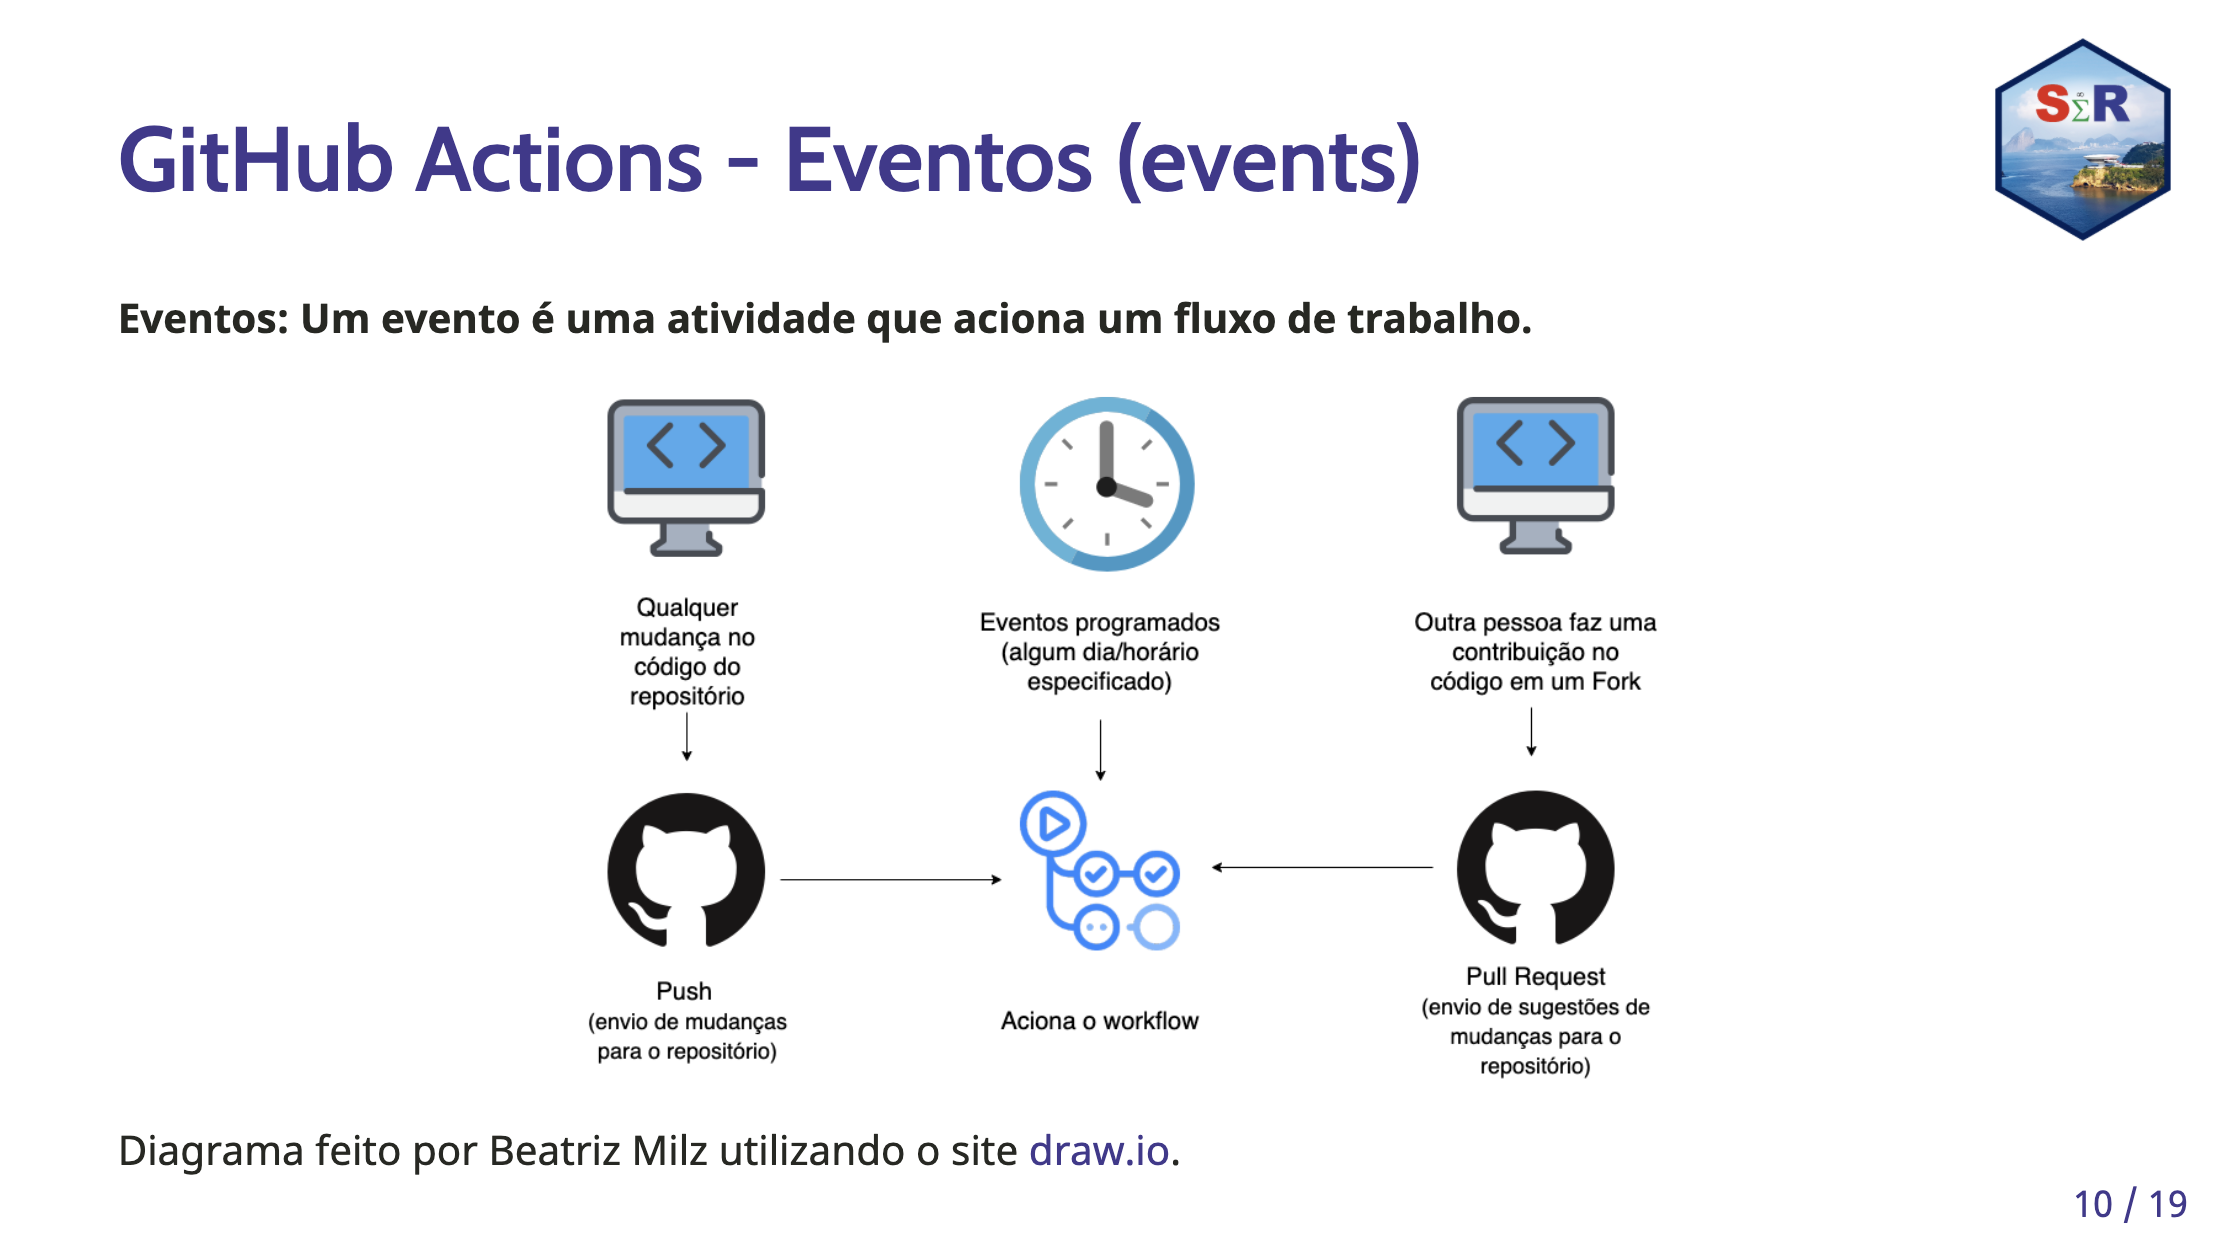 GitHub Actions - Eventos (events)
S∞ΣR
Eventos: Um evento é uma atividade que aciona um fluxo de trabalho.
Qualquer
mudança no
código do
repositório
Eventos programados
(algum dia/horário
especificado)
Outra pessoa faz uma
contribuição no
código em um Fork
Push
(envio de mudanças
para o repositório)
Aciona o workflow
Pull Request
(envio de sugestões de
mudanças para o
repositório)
Diagrama feito por Beatriz Milz utilizando o site draw.io.
10 / 19